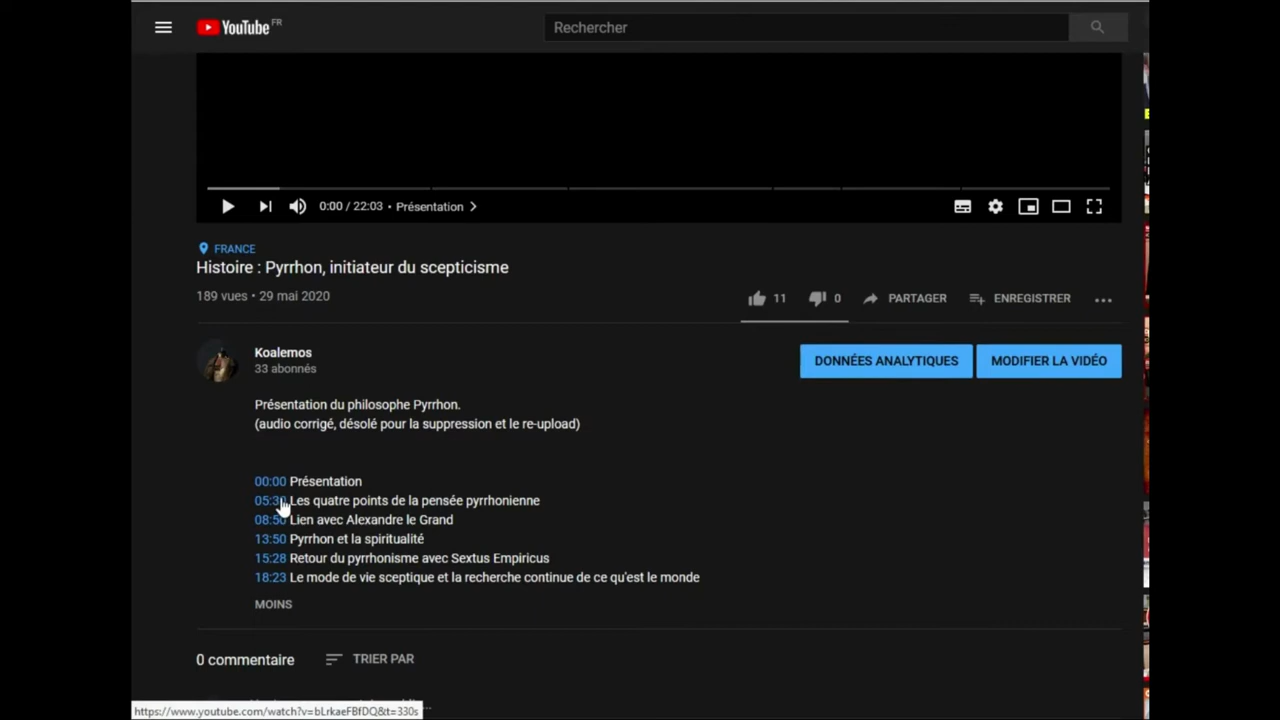 YouTube FR
Rechercher
0:00 / 22:03 • Présentation
FRANCE
Histoire : Pyrrhon, initiateur du scepticisme
189 vues • 29 mai 2020
11
0
PARTAGER
ENREGISTRER
Koalemos
33 abonnés
DONNÉES ANALYTIQUES
MODIFIER LA VIDÉO
Présentation du philosophe Pyrrhon.
(audio corrigé, désolé pour la suppression et le re-upload)
00:00 Présentation
05:30 Les quatre points de la pensée pyrrhonienne
08:50 Lien avec Alexandre le Grand
13:50 Pyrrhon et la spiritualité
15:28 Retour du pyrrhonisme avec Sextus Empiricus
18:23 Le mode de vie sceptique et la recherche continue de ce qu'est le monde
MOINS
0 commentaire
TRIER PAR
https://www.youtube.com/watch?v=bLrkaeFBfDQ&t=330s